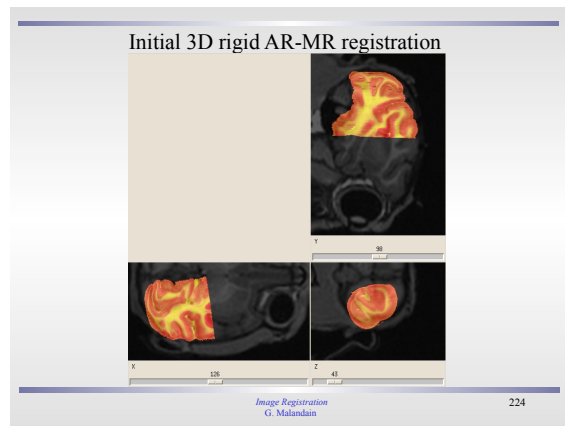 Initial 3D rigid AR-MR registration
Y
98
X
126
Z
43
Image Registration
G. Malandain
224